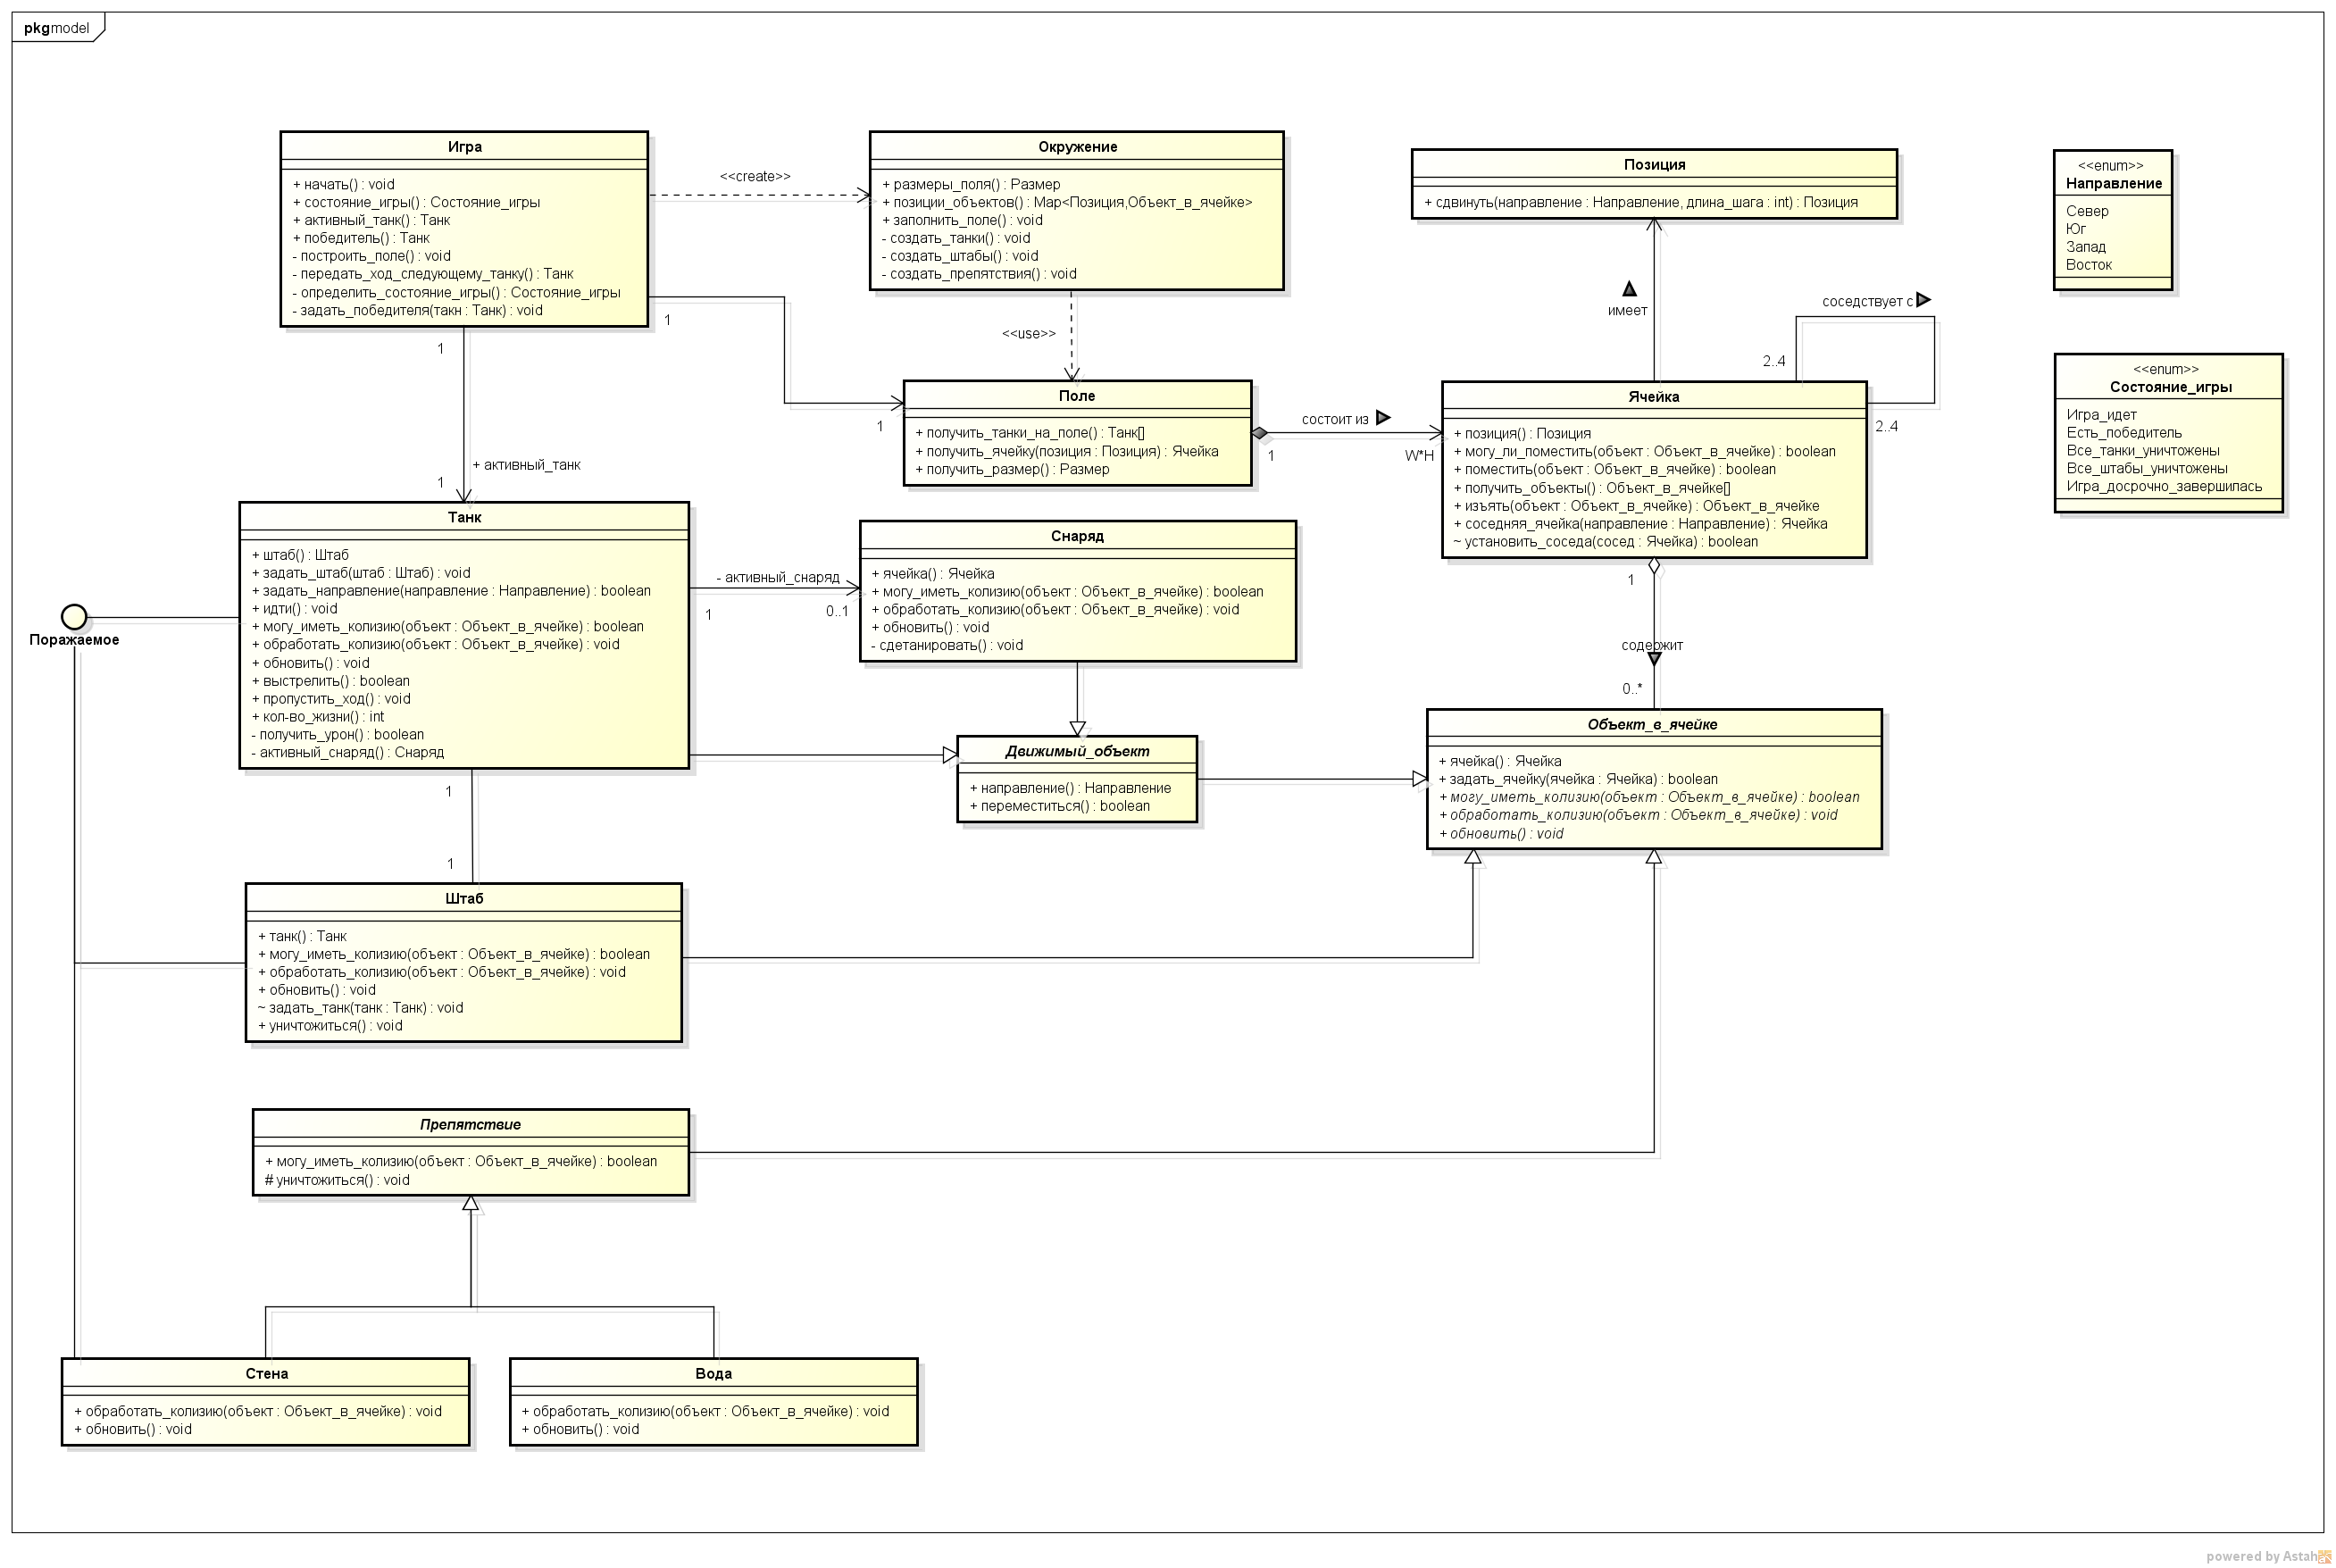 pkg model
Игра
+ начать() : void
+ состояние_игры() : Состояние_игры
+ активный_танк() : Танк
+ победитель() : Танк
- построить_поле() : void
- передать_ход_следующему_танку() : Танк
- определить_состояние_игры() : Состояние_игры
- задать_победителя(такн : Танк) : void
<<create>>
Окружение
+ размеры_поля() : Размер
+ позиции_объектов() : Map<Позиция,Объект_в_ячейке>
+ заполнить_поле() : void
- создать_танки() : void
- создать_штабы() : void
- создать_препятствия() : void
Позиция
+ сдвинуть(направление : Направление, длина_шага : int) : Позиция
<<enum>>
Направление
Север
Юг
Запад
Восток
1
1
<<use>>
имеет
соседствует с
2..4
2..4
<<enum>>
Состояние_игры
Игра_идет
Есть_победитель
Все_танки_уничтожены
Все_штабы_уничтожены
Игра_досрочно_завершилась
1
+ активный_танк
1
Поле
+ получить_танки_на_поле() : Танк[]
+ получить_ячейку(позиция : Позиция) : Ячейка
+ получить_размер() : Размер
состоит из
1
W*H
Ячейка
+ позиция() : Позиция
+ могу_ли_поместить(объект : Объект_в_ячейке) : boolean
+ поместить(объект : Объект_в_ячейке) : boolean
+ получить_объекты() : Объект_в_ячейке[]
+ изъять(объект : Объект_в_ячейке) : Объект_в_ячейке
+ соседняя_ячейка(направление : Направление) : Ячейка
~ установить_соседа(сосед : Ячейка) : boolean
Танк
+ штаб() : Штаб
+ задать_штаб(штаб : Штаб) : void
+ задать_направление(направление : Направление) : boolean
+ идти() : void
+ могу_иметь_колизию(объект : Объект_в_ячейке) : boolean
+ обработать_колизию(объект : Объект_в_ячейке) : void
+ обновить() : void
+ выстрелить() : boolean
+ пропустить_ход() : void
+ кол-во_жизни() : int
- получить_урон() : boolean
- активный_снаряд() : Снаряд
- активный_снаряд
1
0..1
Снаряд
+ ячейка() : Ячейка
+ могу_иметь_колизию(объект : Объект_в_ячейке) : boolean
+ обработать_колизию(объект : Объект_в_ячейке) : void
+ обновить() : void
- сдетанировать() : void
1
содержит
0..*
Поражаемое
Движимый_объект
+ направление() : Направление
+ переместиться() : boolean
Объект_в_ячейке
+ ячейка() : Ячейка
+ задать_ячейку(ячейка : Ячейка) : boolean
+ могу_иметь_колизию(объект : Объект_в_ячейке) : boolean
+ обработать_колизию(объект : Объект_в_ячейке) : void
+ обновить() : void
1
1
Штаб
+ танк() : Танк
+ могу_иметь_колизию(объект : Объект_в_ячейке) : boolean
+ обработать_колизию(объект : Объект_в_ячейке) : void
+ обновить() : void
~ задать_танк(танк : Танк) : void
+ уничтожиться() : void
Препятствие
+ могу_иметь_колизию(объект : Объект_в_ячейке) : boolean
# уничтожиться() : void
Стена
+ обработать_колизию(объект : Объект_в_ячейке) : void
+ обновить() : void
Вода
+ обработать_колизию(объект : Объект_в_ячейке) : void
+ обновить() : void
powered by Astah